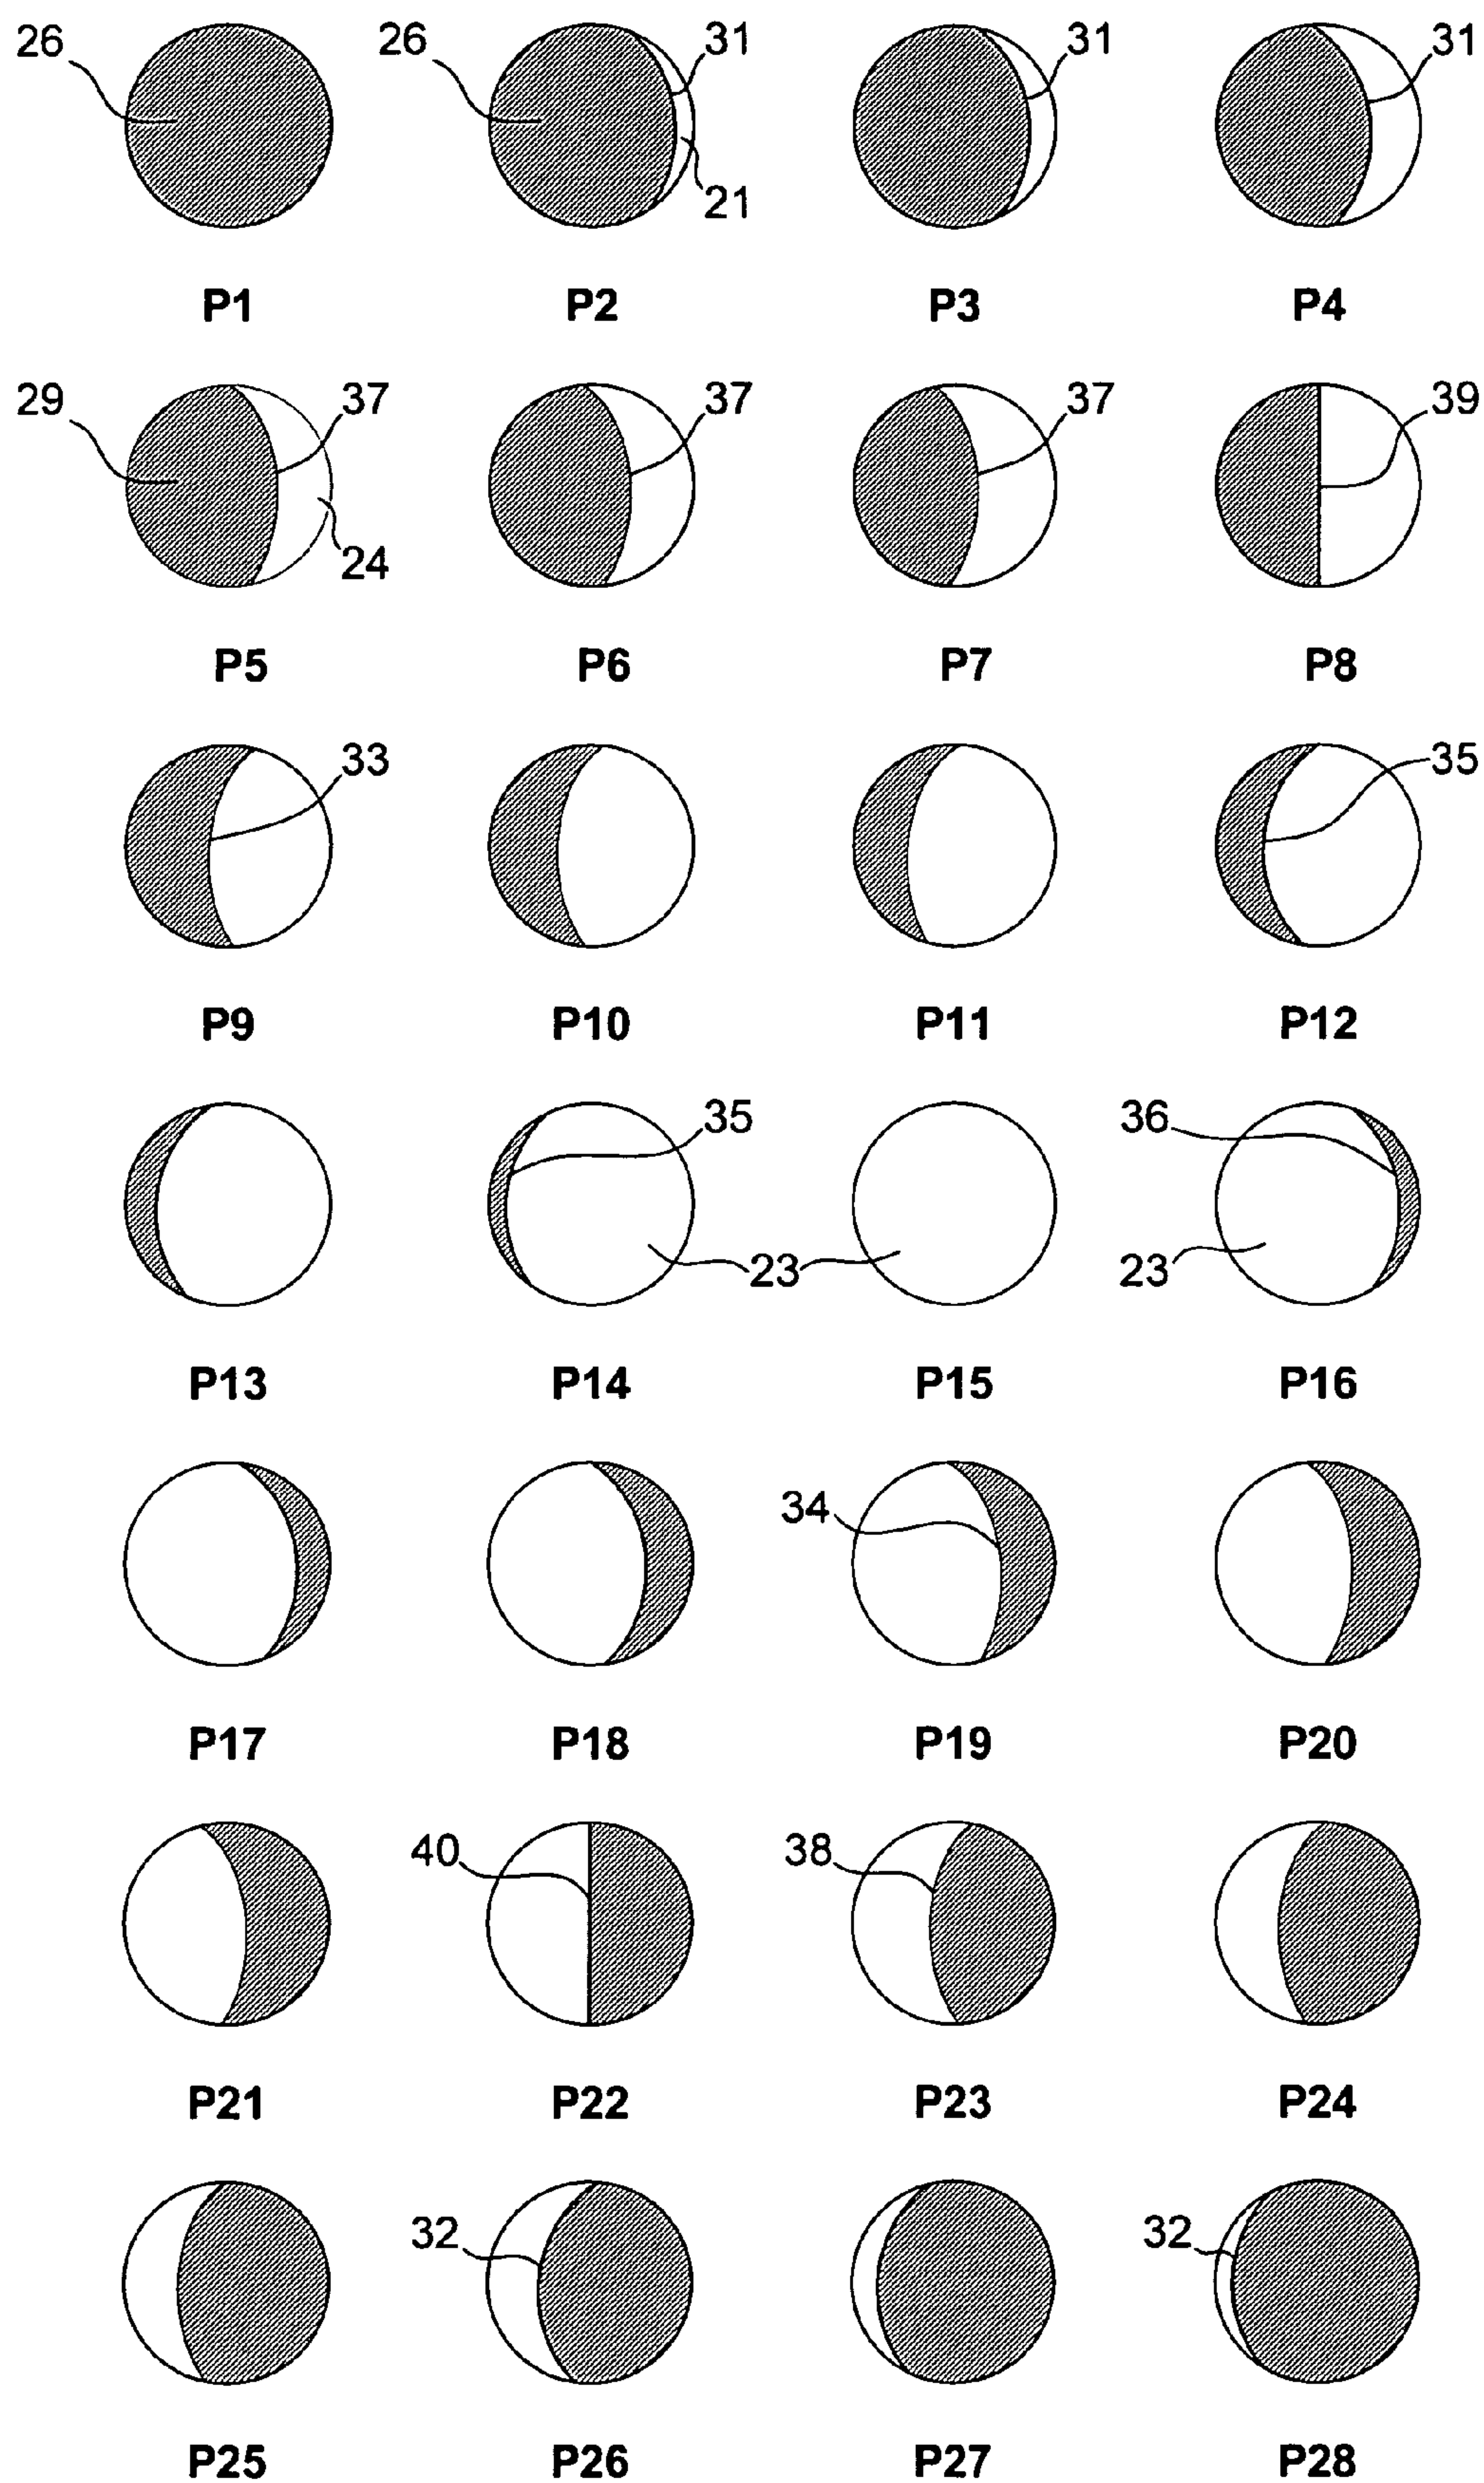 26 26 31 31 31
21
P1 P2 P3 P4
29 37 37 37 39
24
P5 P6 P7 P8
33 35
P9 P10 P11 P12
35 36
23 23
P13 P14 P15 P16
34
P17 P18 P19 P20
40 38
P21 P22 P23 P24
32 32
P25 P26 P27 P28